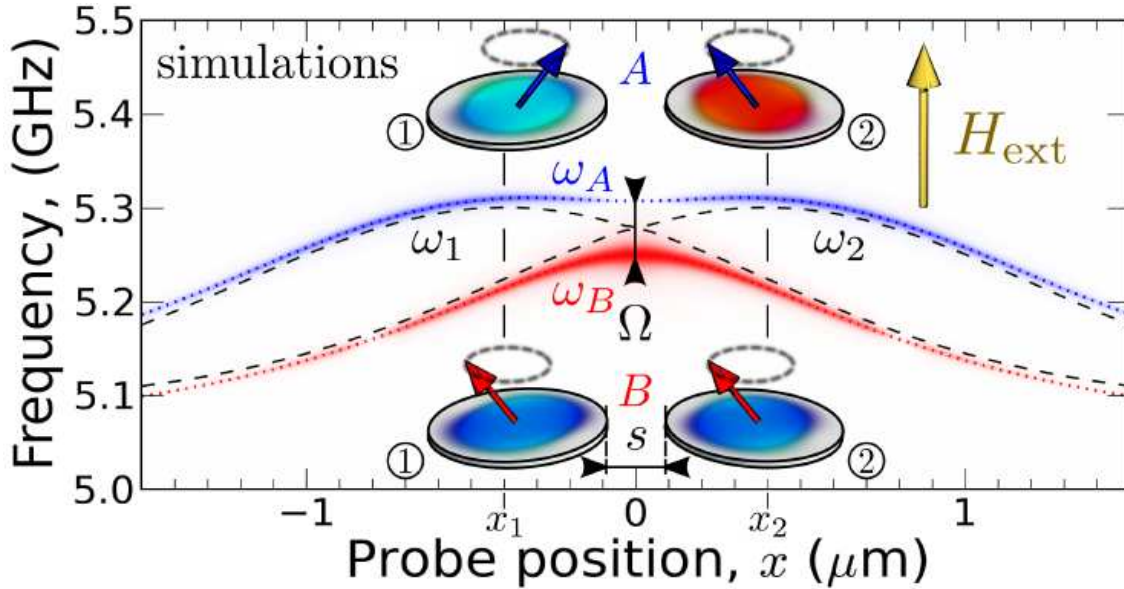 Frequency, (GHz)
5.5
5.4
5.3
5.2
5.1
5.0
simulations
A
① ②
H_ext
ω_A
ω_1 ω_2
ω_B
Ω
B
s
① ②
−1 x_1 0 x_2 1
Probe position, x (μm)